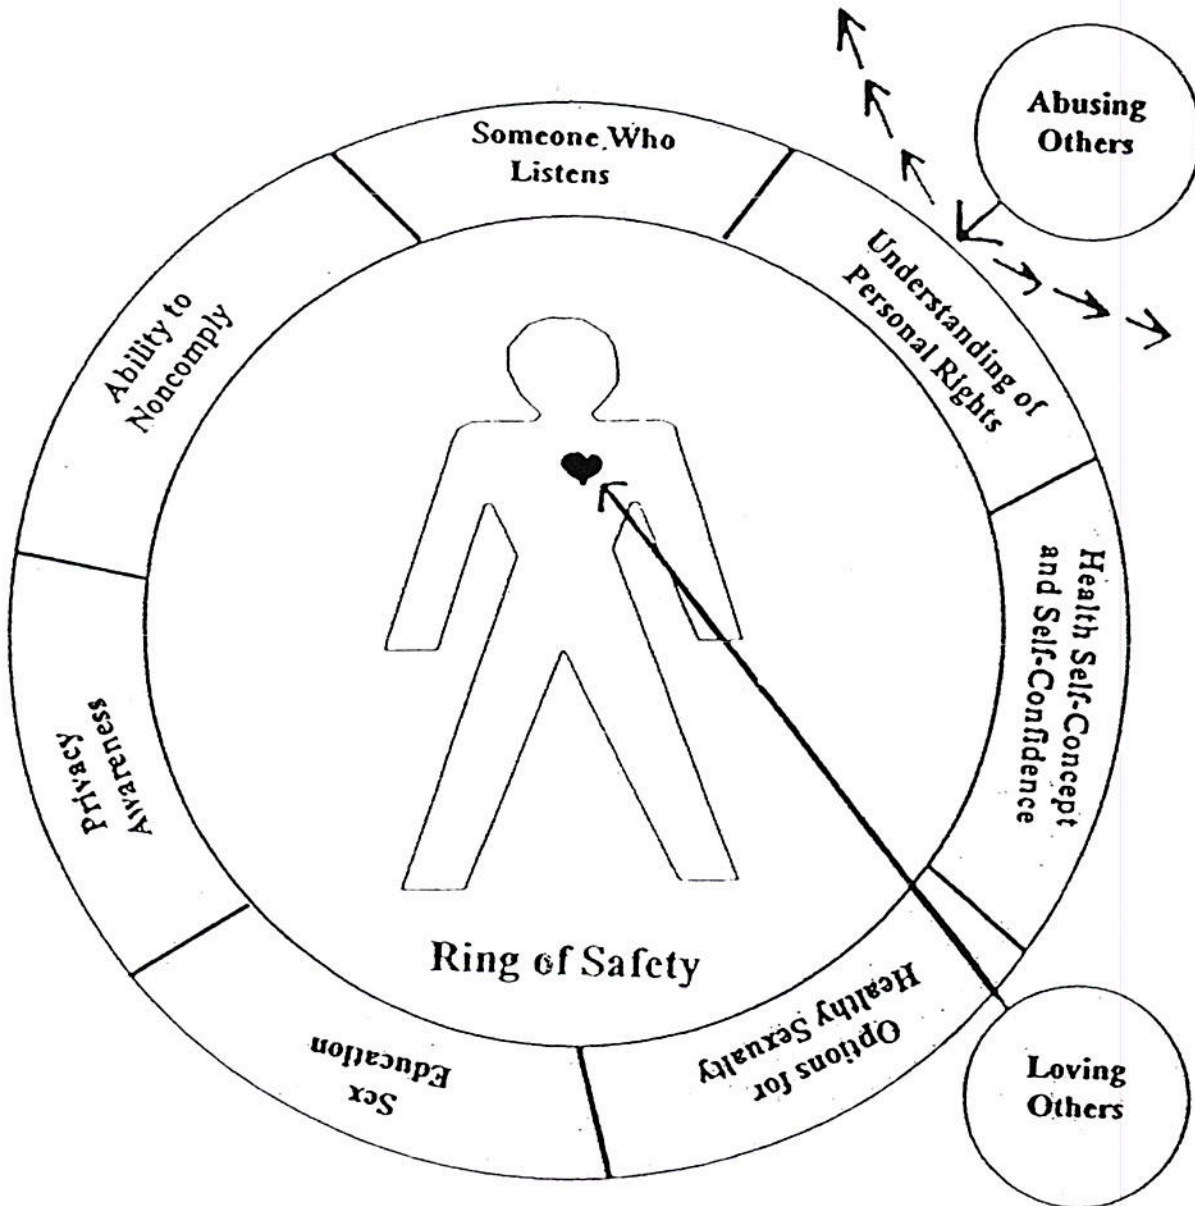 Abusing
Others
Someone Who
Listens
Understanding of
Personal Rights
Health Self-Concept
and Self-Confidence
Options for
Healthy Sexualty
Sex
Education
Privacy
Awareness
Ability to
Noncomply
Ring of Safety
Loving
Others